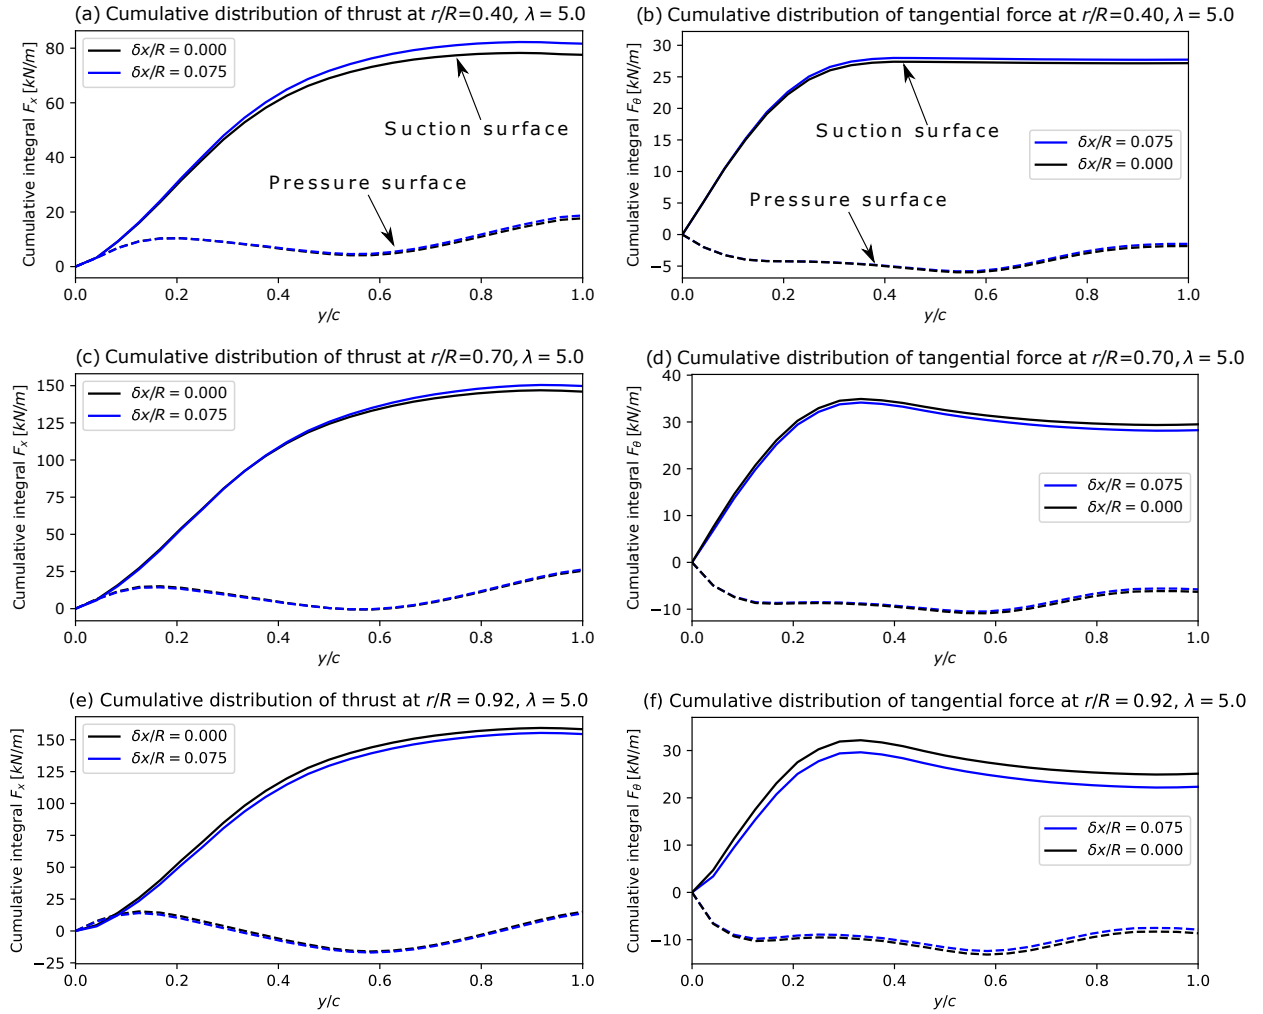 (a) Cumulative distribution of thrust at r/R=0.40, λ = 5.0
Cumulative integral Fₓ [kN/m]
80
60
40
20
0
δx/R = 0.000
δx/R = 0.075
Suction surface
Pressure surface
0.0 0.2 0.4 0.6 0.8 1.0
y/c
(b) Cumulative distribution of tangential force at r/R=0.40, λ = 5.0
Cumulative integral F_θ [kN/m]
30
25
20
15
10
5
0
−5
Suction surface
δx/R = 0.075
δx/R = 0.000
Pressure surface
0.0 0.2 0.4 0.6 0.8 1.0
y/c
(c) Cumulative distribution of thrust at r/R=0.70, λ = 5.0
Cumulative integral Fₓ [kN/m]
150
125
100
75
50
25
0
δx/R = 0.000
δx/R = 0.075
0.0 0.2 0.4 0.6 0.8 1.0
y/c
(d) Cumulative distribution of tangential force at r/R=0.70, λ = 5.0
Cumulative integral F_θ [kN/m]
40
30
20
10
0
−10
δx/R = 0.075
δx/R = 0.000
0.0 0.2 0.4 0.6 0.8 1.0
y/c
(e) Cumulative distribution of thrust at r/R = 0.92, λ = 5.0
Cumulative integral Fₓ [kN/m]
150
125
100
75
50
25
0
−25
δx/R = 0.000
δx/R = 0.075
0.0 0.2 0.4 0.6 0.8 1.0
y/c
(f) Cumulative distribution of tangential force at r/R = 0.92, λ = 5.0
Cumulative integral F_θ [kN/m]
30
20
10
0
−10
δx/R = 0.075
δx/R = 0.000
0.0 0.2 0.4 0.6 0.8 1.0
y/c